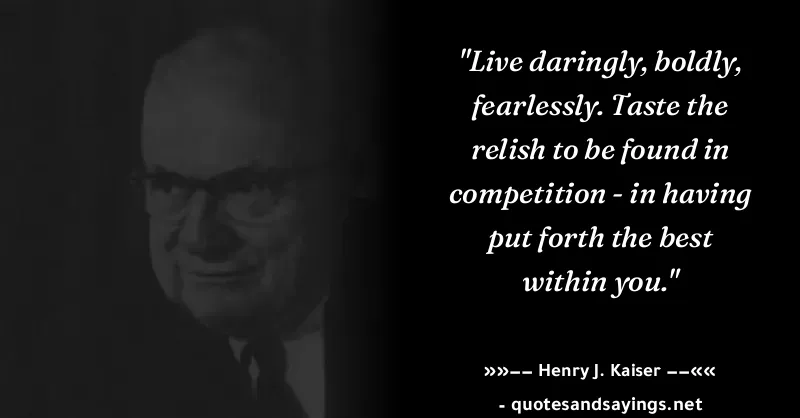 "Live daringly, boldly,
fearlessly. Taste the
relish to be found in
competition - in having
put forth the best
within you."
»»–– Henry J. Kaiser ––««
- quotesandsayings.net